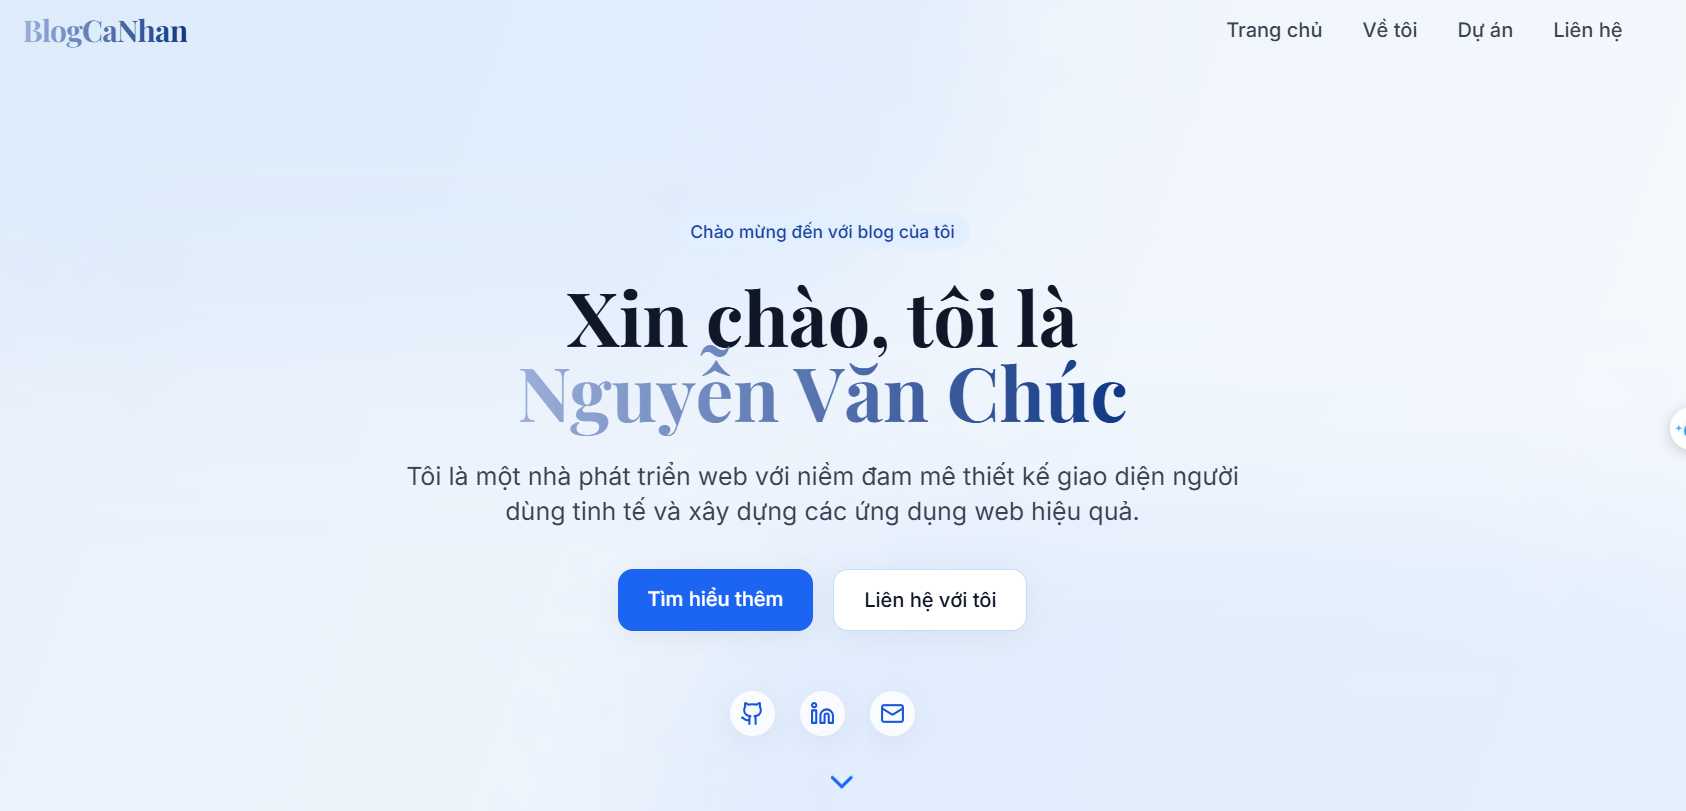 BlogCaNhan
Trang chủ
Về tôi
Dự án
Liên hệ
Chào mừng đến với blog của tôi
Xin chào, tôi là
Nguyễn Văn Chúc
Tôi là một nhà phát triển web với niềm đam mê thiết kế giao diện người
dùng tinh tế và xây dựng các ứng dụng web hiệu quả.
Tìm hiểu thêm
Liên hệ với tôi